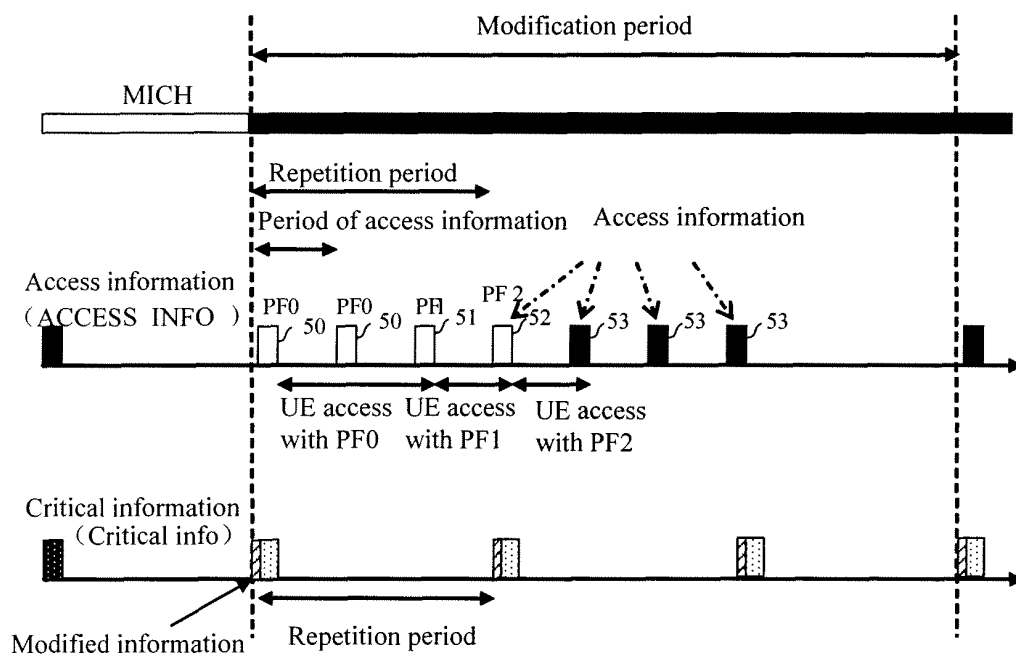 Modification period
MICH
Repetition period
Period of access information
Access information
Access information
（ACCESS INFO ）
PF0
50
PF0
50
PF1
51
PF 2
52
53
53
53
UE access
with PF0
UE access
with PF1
UE access
with PF2
Critical information
（Critical info）
Modified information
Repetition period